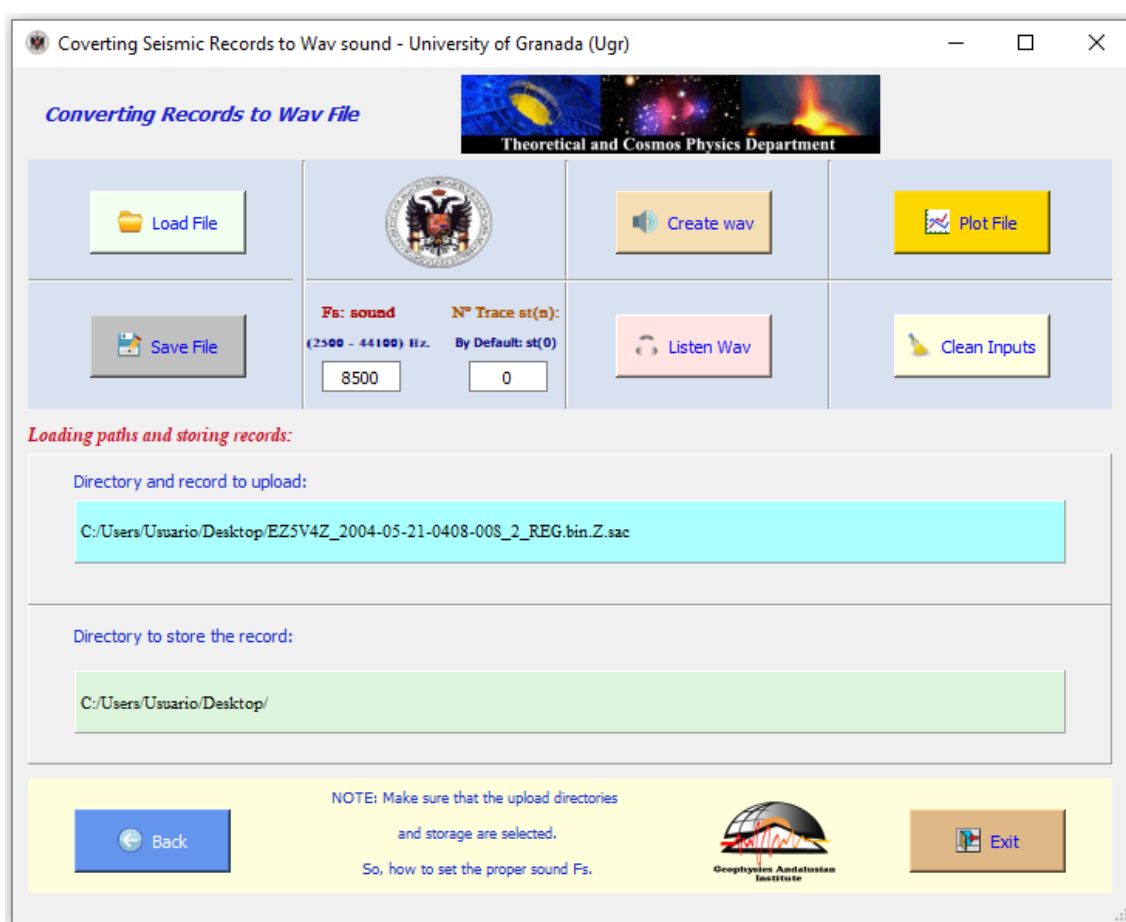 Coverting Seismic Records to Wav sound - University of Granada (Ugr)
Converting Records to Wav File
Theoretical and Cosmos Physics Department
Load File
Create wav
Plot File
Save File
Fs: sound
(2500 - 44100) Hz.
8500
Nº Trace st(n):
By Default: st(0)
0
Listen Wav
Clean Inputs
Loading paths and storing records:
Directory and record to upload:
C:/Users/Usuario/Desktop/EZ5V4Z_2004-05-21-0408-00S_2_REG.bin.Z.sac
Directory to store the record:
C:/Users/Usuario/Desktop/
Back
NOTE: Make sure that the upload directories
and storage are selected.
So, how to set the proper sound Fs.
Geophysics Andalusian
Institute
Exit